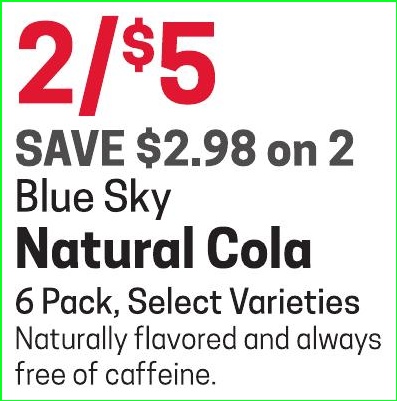 2/$5
SAVE $2.98 on 2
Blue Sky
Natural Cola
6 Pack, Select Varieties
Naturally flavored and always
free of caffeine.